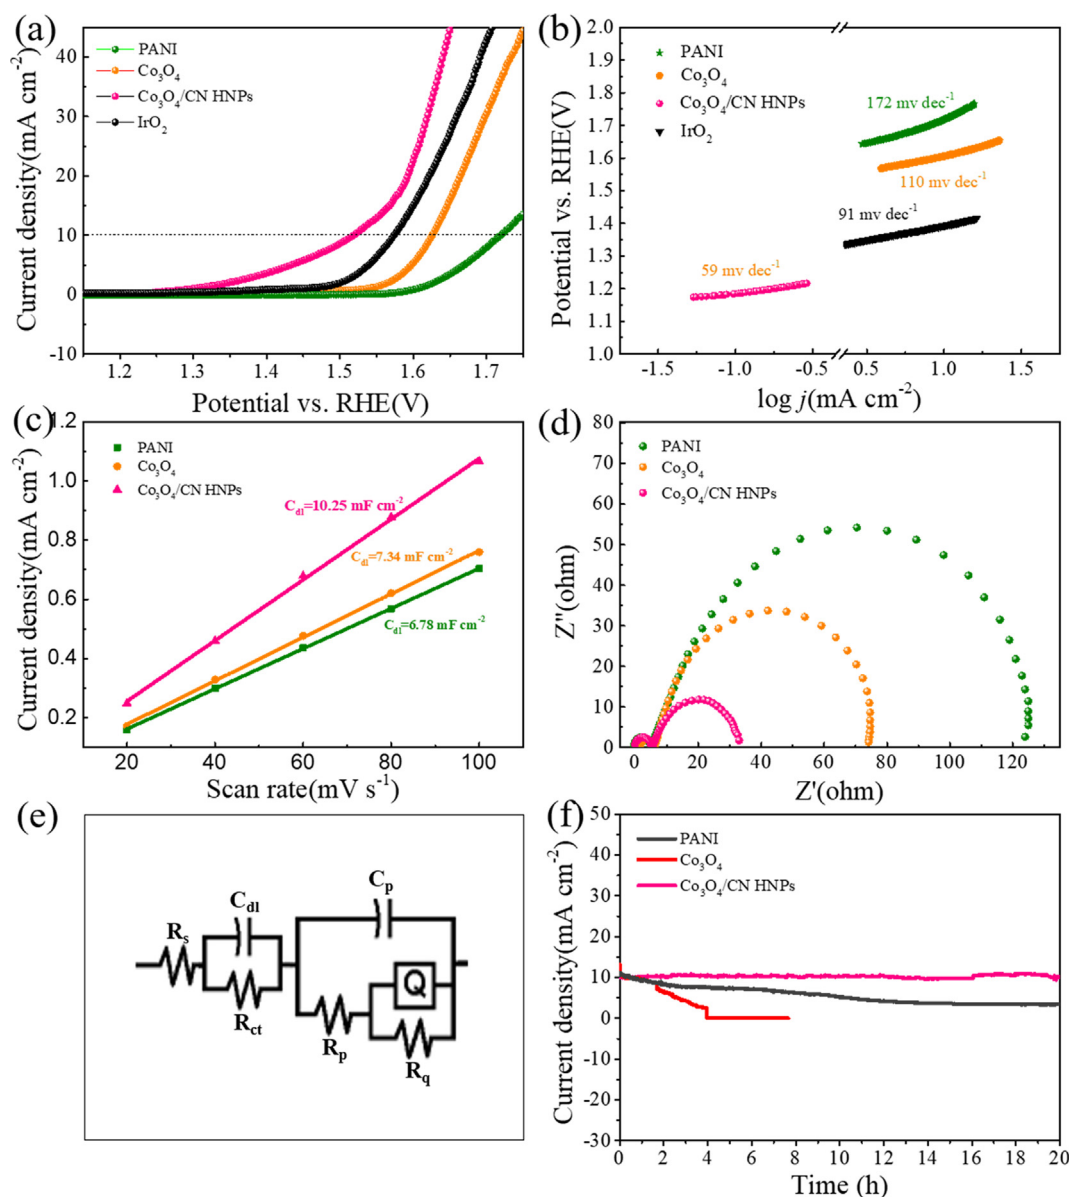 (a)
PANI
Co₃O₄
Co₃O₄/CN HNPs
IrO₂
40
30
20
10
0
-10
1.2 1.3 1.4 1.5 1.6 1.7
Current density(mA cm⁻²)
Potential vs. RHE(V)
(b)
PANI
Co₃O₄
Co₃O₄/CN HNPs
IrO₂
172 mv dec⁻¹
110 mv dec⁻¹
91 mv dec⁻¹
59 mv dec⁻¹
2.0
1.9
1.8
1.7
1.6
1.5
1.4
1.3
1.2
1.1
1.0
-1.5 -1.0 -0.5 0.5 1.0 1.5
Potential vs. RHE(V)
log j(mA cm⁻²)
(c)
PANI
Co₃O₄
Co₃O₄/CN HNPs
C_dl=10.25 mF cm⁻²
C_dl=7.34 mF cm⁻²
C_dl=6.78 mF cm⁻²
1.2
1.0
0.8
0.6
0.4
0.2
20 40 60 80 100
Current density(mA cm⁻²)
Scan rate(mV s⁻¹)
(d)
PANI
Co₃O₄
Co₃O₄/CN HNPs
80
70
60
50
40
30
20
10
0
0 20 40 60 80 100 120
Z"(ohm)
Z'(ohm)
(e)
C_p
C_dl
R_s
Q
R_ct
R_p
R_q
(f)
PANI
Co₃O₄
Co₃O₄/CN HNPs
50
40
30
20
10
0
-10
-20
-30
0 2 4 6 8 10 12 14 16 18 20
Current density(mA cm⁻²)
Time (h)